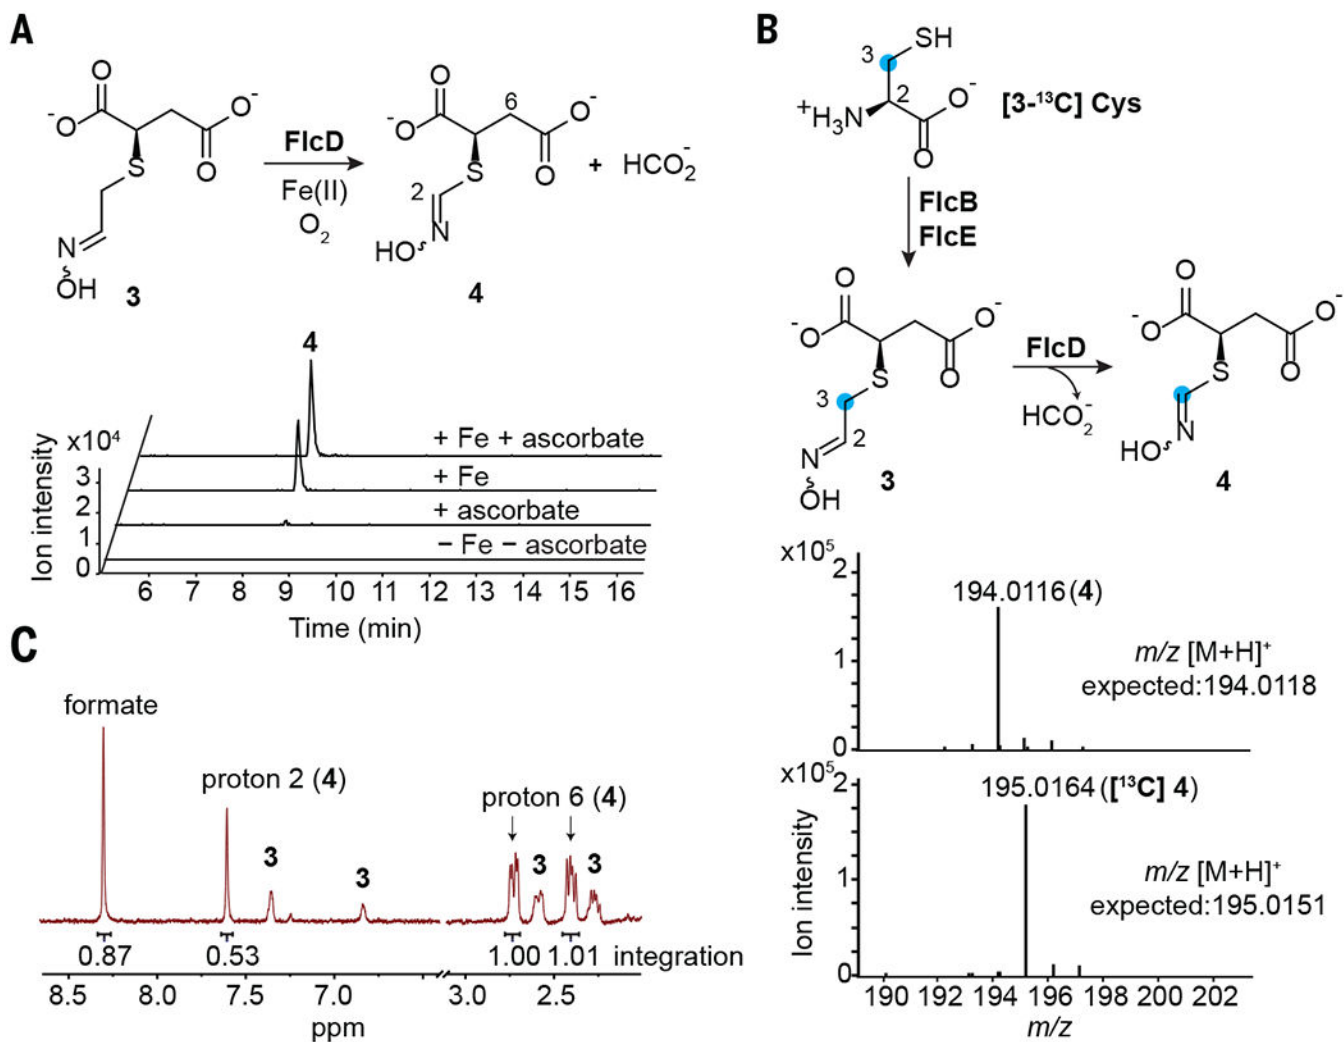 A
O
O⁻
⁻O
O
S
N
OH
3
FlcD
Fe(II)
O₂
O
6
O⁻
⁻O
O
S
2
N
HO
4
+ HCO₂⁻
4
x10⁴
3
2
1
0
Ion intensity
+ Fe + ascorbate
+ Fe
+ ascorbate
− Fe − ascorbate
6 7 8 9 10 11 12 13 14 15 16
Time (min)
B
SH
3
2
O⁻
⁺H₃N
O
[3-¹³C] Cys
FlcB
FlcE
O
O⁻
⁻O
O
S
3
2
N
OH
3
FlcD
HCO₂⁻
O
O⁻
⁻O
O
S
N
HO
4
x10⁵
2
1
0
194.0116 (4)
m/z [M+H]⁺
expected:194.0118
x10⁵
2
1
0
Ion intensity
195.0164 ([¹³C] 4)
m/z [M+H]⁺
expected:195.0151
190 192 194 196 198 200 202
m/z
C
formate
proton 2 (4)
3
3
proton 6 (4)
3
3
0.87 0.53 1.00 1.01 integration
8.5 8.0 7.5 7.0 3.0 2.5
ppm